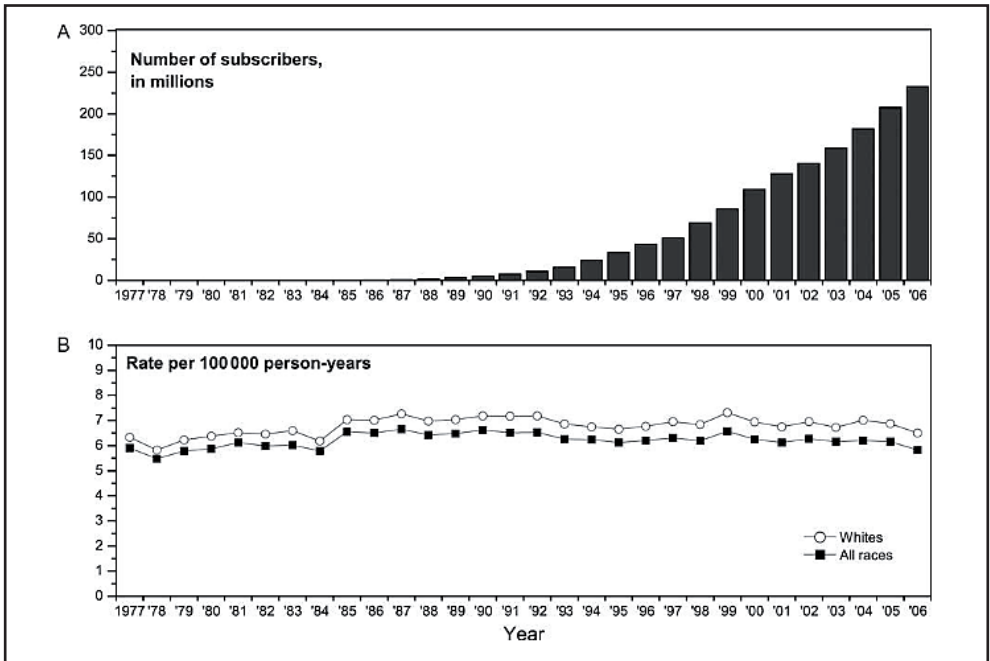 A
300
Number of subscribers,
in millions
250
200
150
100
50
0
1977 '78 '79 '80 '81 '82 '83 '84 '85 '86 '87 '88 '89 '90 '91 '92 '93 '94 '95 '96 '97 '98 '99 '00 '01 '02 '03 '04 '05 '06
B
10
Rate per 100 000 person-years
9
8
7
6
5
4
3
2
1
0
Whites
All races
1977 '78 '79 '80 '81 '82 '83 '84 '85 '86 '87 '88 '89 '90 '91 '92 '93 '94 '95 '96 '97 '98 '99 '00 '01 '02 '03 '04 '05 '06
Year